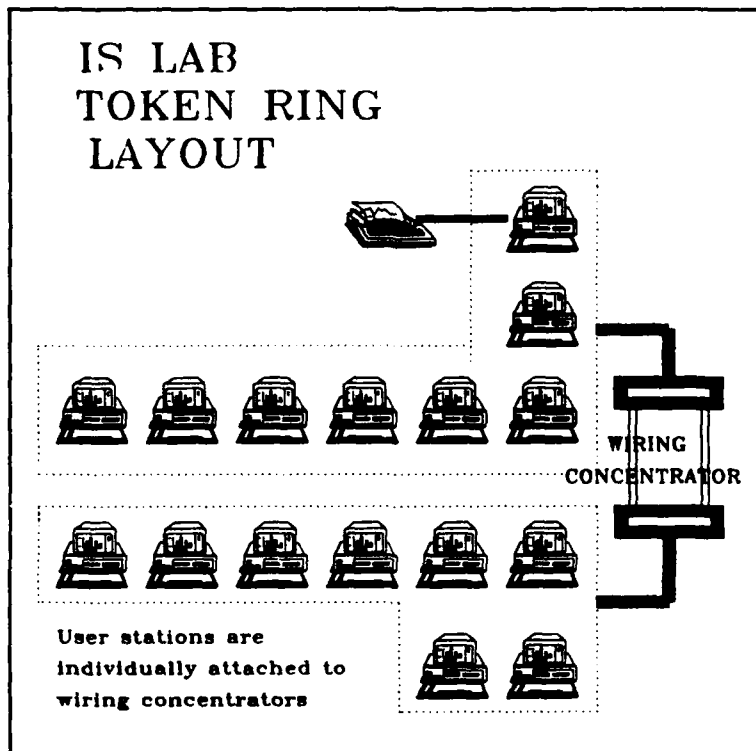 IS LAB
TOKEN RING
LAYOUT
WIRING
CONCENTRATOR
User stations are
individually attached to
wiring concentrators